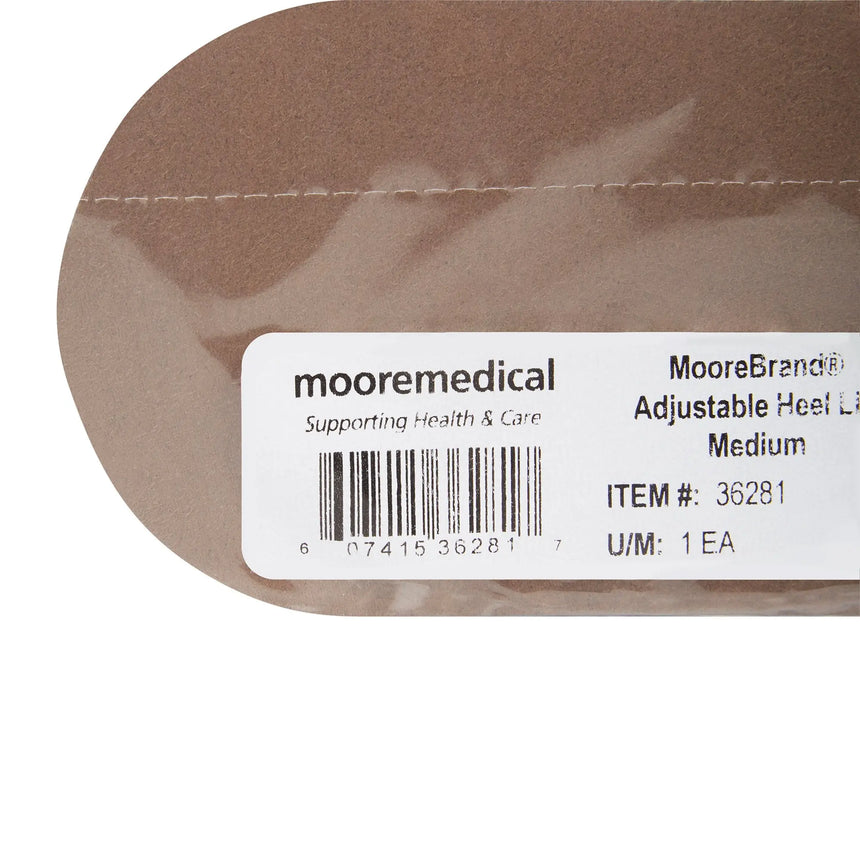 mooremedical
Supporting Health & Care
6 07415 36281 7
MooreBrand®
Adjustable Heel
Medium
ITEM #: 36281
U/M: 1 EA